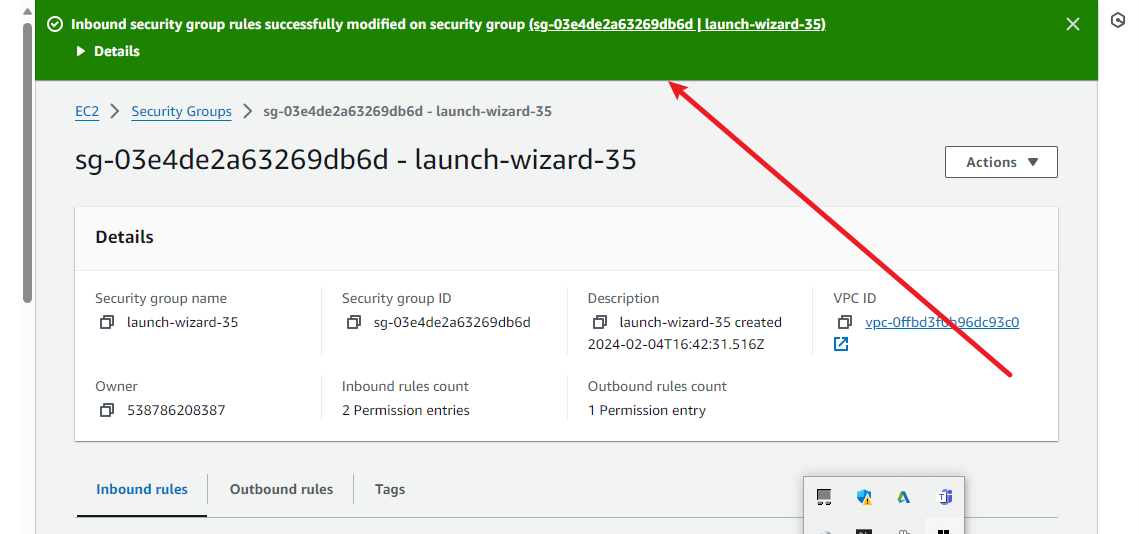 Inbound security group rules successfully modified on security group (sg-03e4de2a63269db6d | launch-wizard-35)
Details
EC2 > Security Groups > sg-03e4de2a63269db6d - launch-wizard-35
sg-03e4de2a63269db6d - launch-wizard-35
Actions
Details
Security group name
launch-wizard-35
Security group ID
sg-03e4de2a63269db6d
Description
launch-wizard-35 created
2024-02-04T16:42:31.516Z
VPC ID
vpc-0ffbd3f0b96dc93c0
Owner
538786208387
Inbound rules count
2 Permission entries
Outbound rules count
1 Permission entry
Inbound rules
Outbound rules
Tags